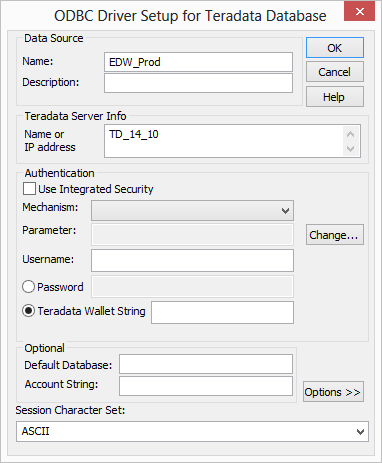 ODBC Driver Setup for Teradata Database
Data Source
Name: EDW_Prod
Description:
OK
Cancel
Help
Teradata Server Info
Name or
IP address
TD_14_10
Authentication
Use Integrated Security
Mechanism:
Parameter:
Change...
Username:
Password
Teradata Wallet String
Optional
Default Database:
Account String:
Options >>
Session Character Set:
ASCII